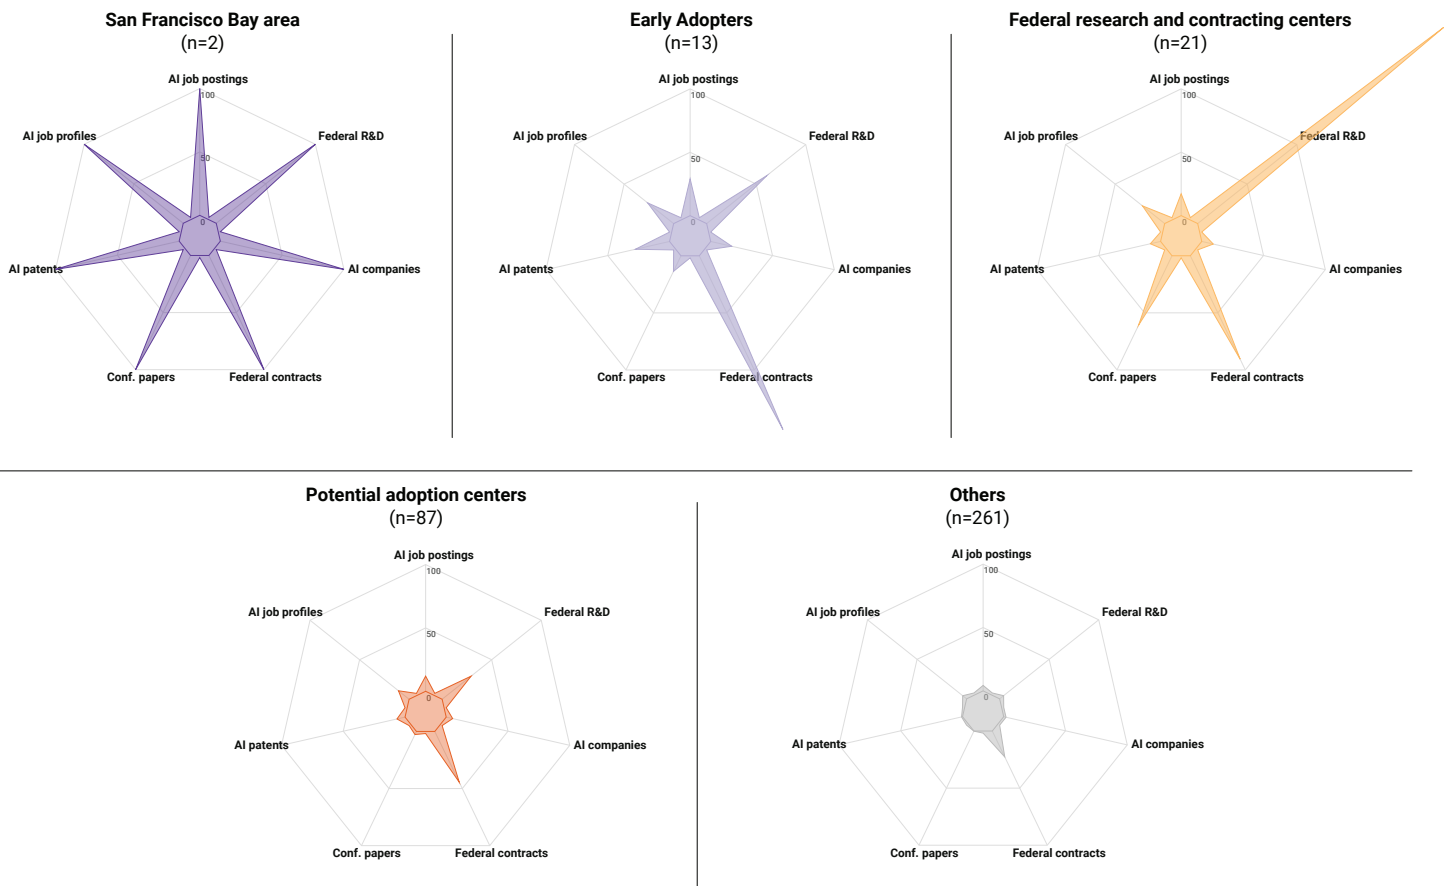 San Francisco Bay area
(n=2)
AI job postings
100
AI job profiles
Federal R&D
50
0
AI patents
AI companies
Conf. papers
Federal contracts
Early Adopters
(n=13)
AI job postings
100
AI job profiles
Federal R&D
50
0
AI patents
AI companies
Conf. papers
Federal contracts
Federal research and contracting centers
(n=21)
AI job postings
100
AI job profiles
Federal R&D
50
0
AI patents
AI companies
Conf. papers
Federal contracts
Potential adoption centers
(n=87)
AI job postings
100
AI job profiles
Federal R&D
50
0
AI patents
AI companies
Conf. papers
Federal contracts
Others
(n=261)
AI job postings
100
AI job profiles
Federal R&D
50
0
AI patents
AI companies
Conf. papers
Federal contracts